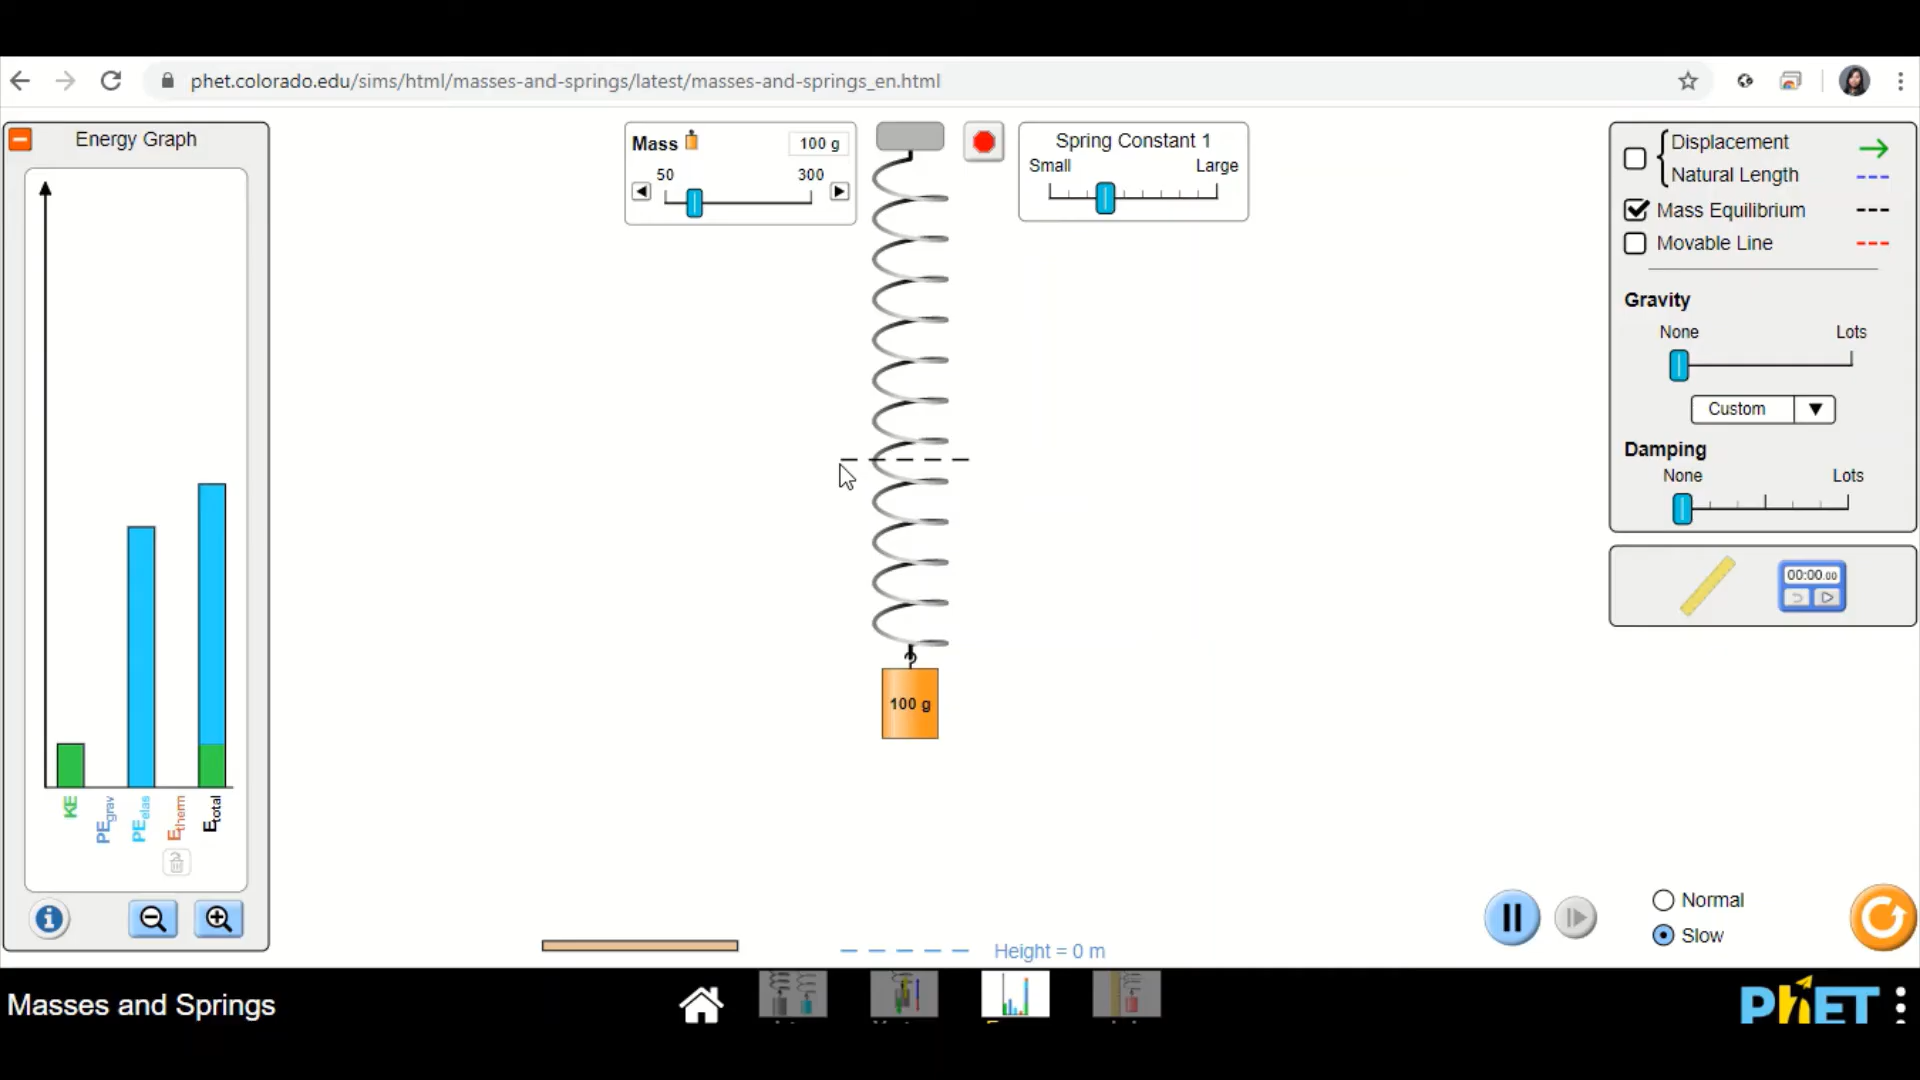 phet.colorado.edu/sims/html/masses-and-springs/latest/masses-and-springs_en.html
Energy Graph
KE
PEgrav
PEelas
Etherm
Etotal
Mass
100 g
50
300
Spring Constant 1
Small
Large
100 g
Displacement
Natural Length
Mass Equilibrium
Movable Line
Gravity
None
Lots
Custom
Damping
None
Lots
00:00.00
Normal
Slow
Height = 0 m
Masses and Springs
PhET